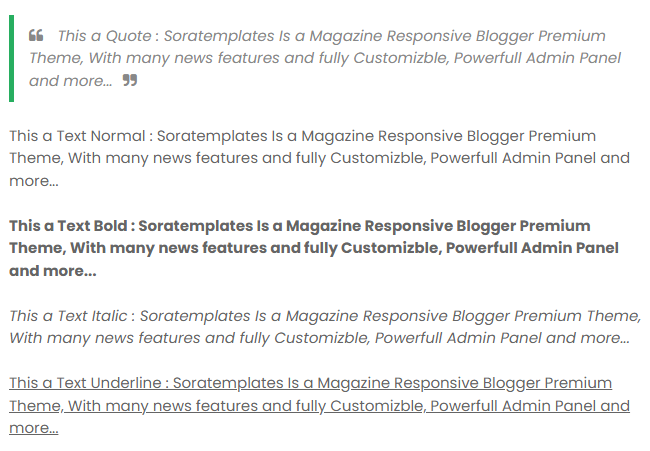 ❝ This a Quote : Soratemplates Is a Magazine Responsive Blogger Premium
Theme, With many news features and fully Customizble, Powerfull Admin Panel
and more... ❞
This a Text Normal : Soratemplates Is a Magazine Responsive Blogger Premium
Theme, With many news features and fully Customizble, Powerfull Admin Panel and
more...
This a Text Bold : Soratemplates Is a Magazine Responsive Blogger Premium
Theme, With many news features and fully Customizble, Powerfull Admin Panel
and more...
This a Text Italic : Soratemplates Is a Magazine Responsive Blogger Premium Theme,
With many news features and fully Customizble, Powerfull Admin Panel and more...
This a Text Underline : Soratemplates Is a Magazine Responsive Blogger Premium
Theme, With many news features and fully Customizble, Powerfull Admin Panel and
more...